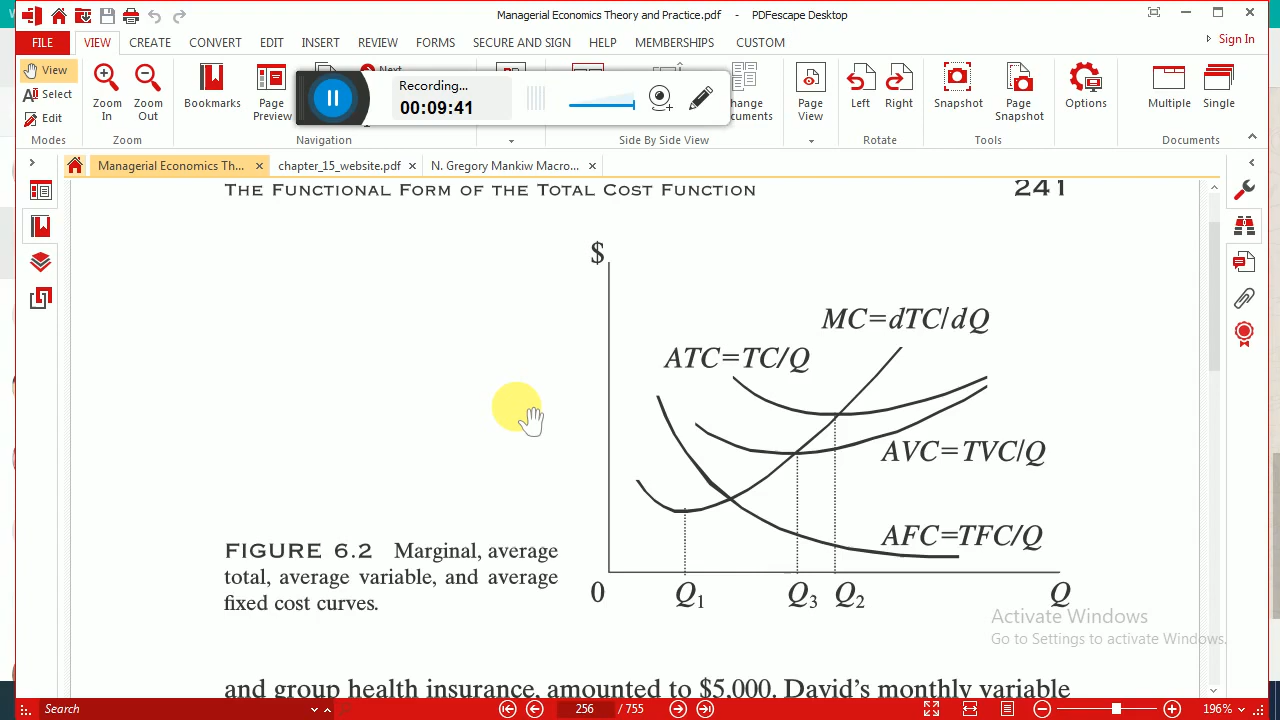 Managerial Economics Theory and Practice.pdf - PDFescape Desktop
FILE VIEW CREATE CONVERT EDIT INSERT REVIEW FORMS SECURE AND SIGN HELP MEMBERSHIPS CUSTOM Sign In
View
Select
Edit
Modes
Zoom In
Zoom Out
Zoom
Bookmarks
Page Preview
Next
Navigation
Recording...
00:09:41
Side By Side View
Page View
Left
Right
Rotate
Snapshot
Page Snapshot
Tools
Options
Multiple
Single
Documents
Managerial Economics Th... chapter_15_website.pdf N. Gregory Mankiw Macro...
THE FUNCTIONAL FORM OF THE TOTAL COST FUNCTION 241
$
MC=dTC/dQ
ATC=TC/Q
AVC=TVC/Q
AFC=TFC/Q
0 Q1 Q3 Q2 Q
FIGURE 6.2 Marginal, average
total, average variable, and average
fixed cost curves.
Activate Windows
Go to Settings to activate Windows.
and group health insurance, amounted to $5,000. David's monthly variable
Search 256 / 755 196%